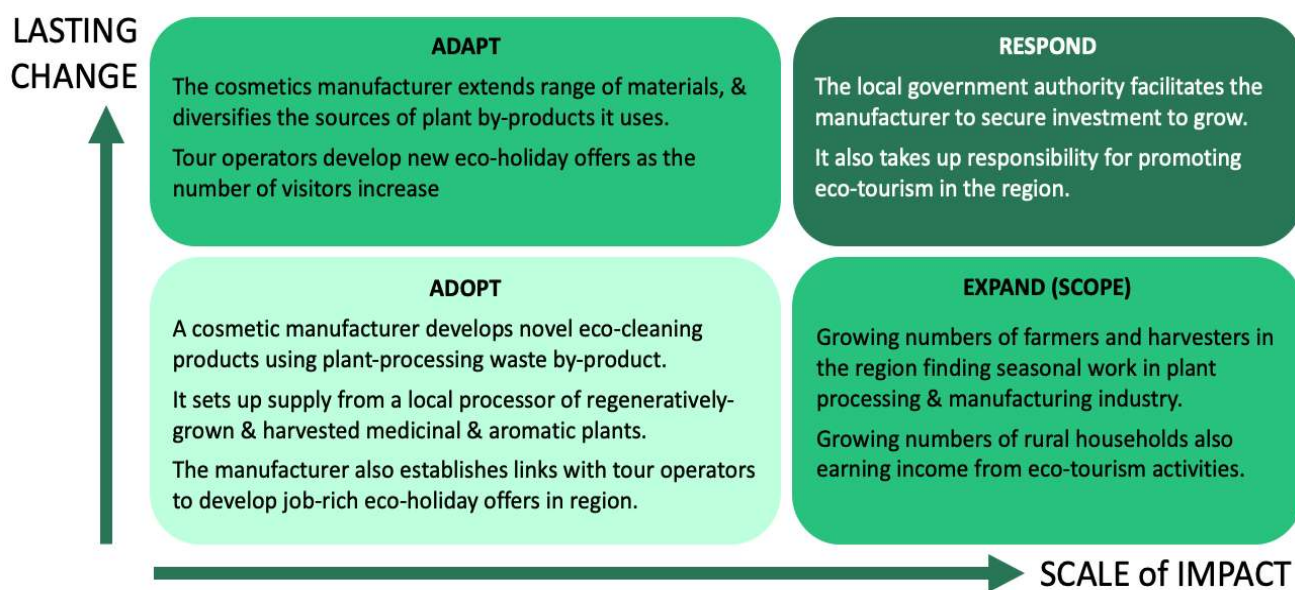 LASTING
CHANGE
ADAPT
The cosmetics manufacturer extends range of materials, &
diversifies the sources of plant by-products it uses.
Tour operators develop new eco-holiday offers as the
number of visitors increase
RESPOND
The local government authority facilitates the
manufacturer to secure investment to grow.
It also takes up responsibility for promoting
eco-tourism in the region.
ADOPT
A cosmetic manufacturer develops novel eco-cleaning
products using plant-processing waste by-product.
It sets up supply from a local processor of regeneratively-
grown & harvested medicinal & aromatic plants.
The manufacturer also establishes links with tour operators
to develop job-rich eco-holiday offers in region.
EXPAND (SCOPE)
Growing numbers of farmers and harvesters in
the region finding seasonal work in plant
processing & manufacturing industry.
Growing numbers of rural households also
earning income from eco-tourism activities.
SCALE of IMPACT